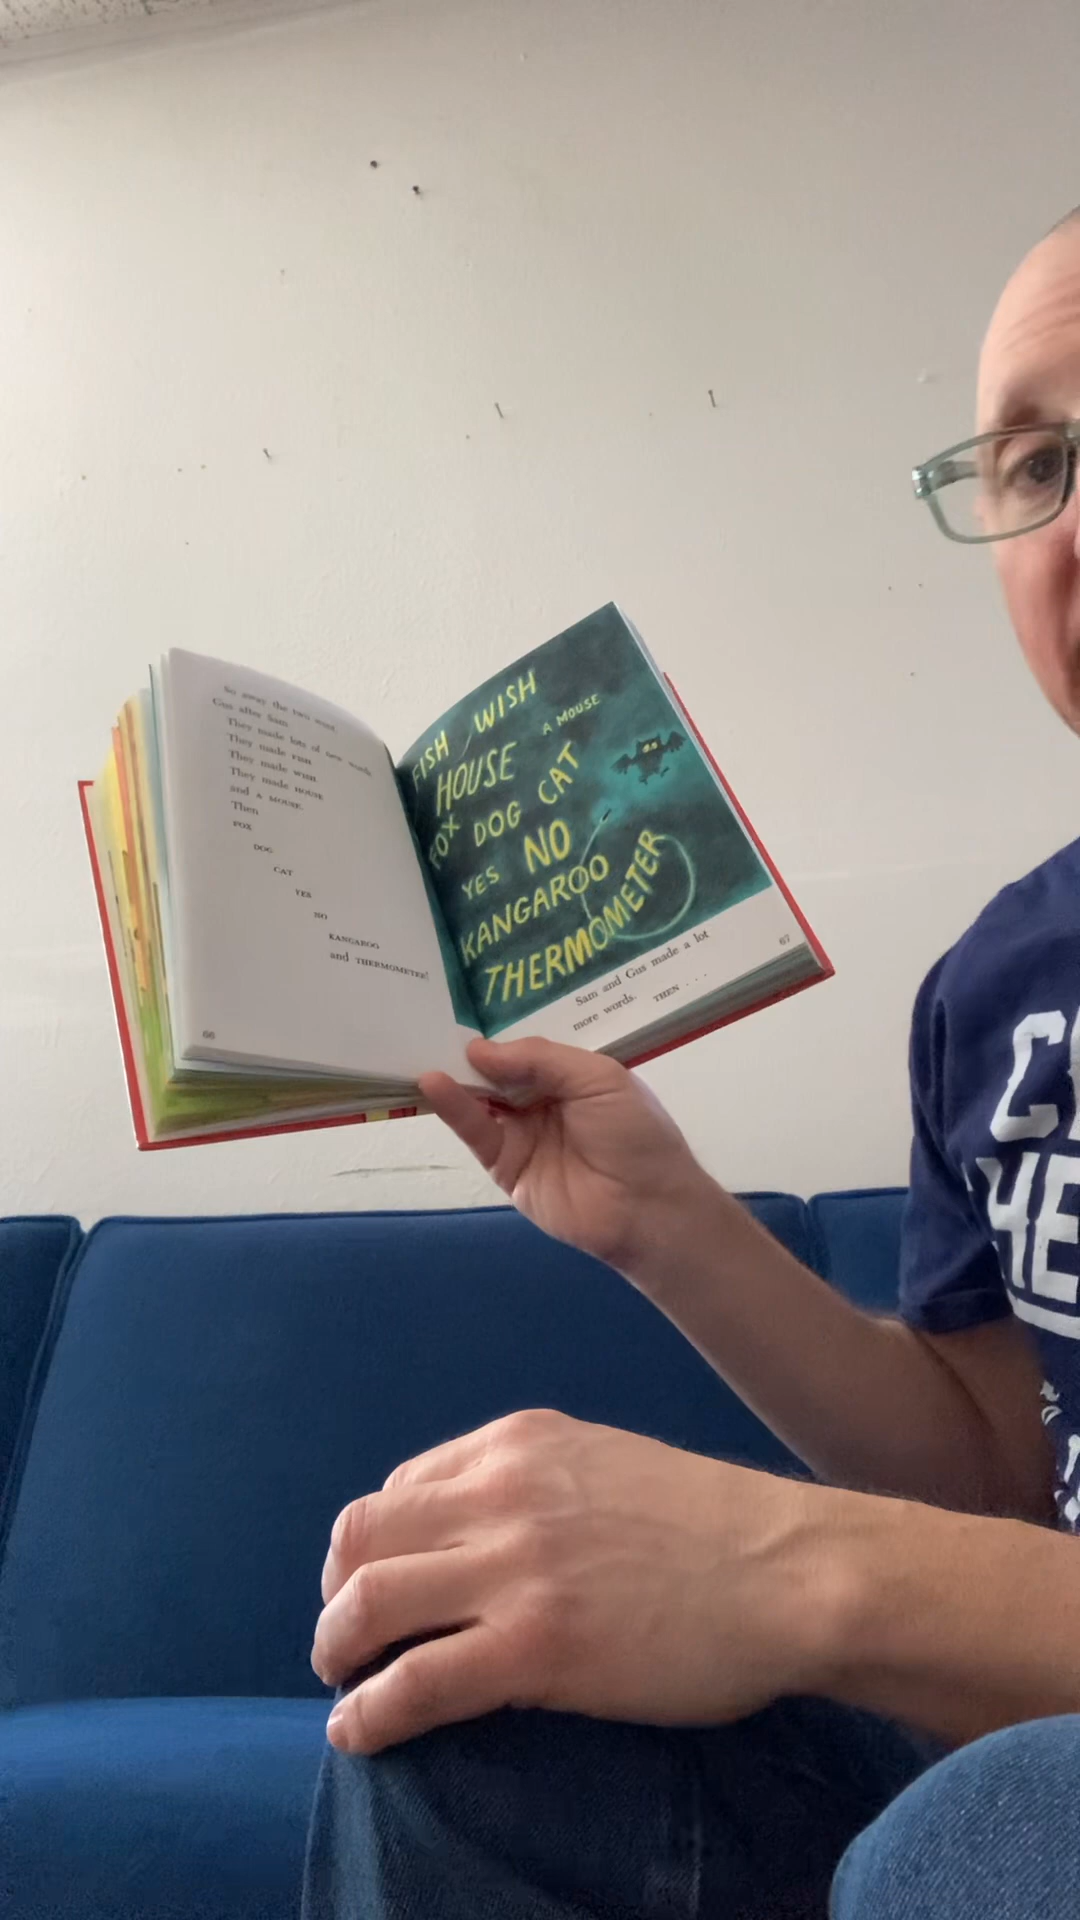 So away the two went,
Gus after Sam.
They made lots of new words.
They made FISH.
They made WISH.
They made HOUSE
and A MOUSE.
Then
FOX
DOG
CAT
YES
NO
KANGAROO
and THERMOMETER!
66
FISH WISH
HOUSE A MOUSE
FOX DOG CAT
YES NO
KANGAROO
THERMOMETER
Sam and Gus made a lot
more words. THEN . . .
67